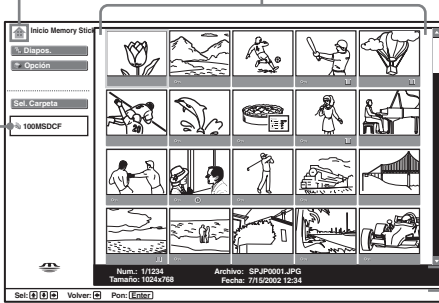 Inicio Memory Stick
Diapos.
Opción
Sel. Carpeta
100MSDCF
Num.: 1/1234
Archivo: SPJP0001.JPG
Tamaño: 1024x768
Fecha: 7/15/2002 12:34
Sel:
Volver:
Pon: Enter